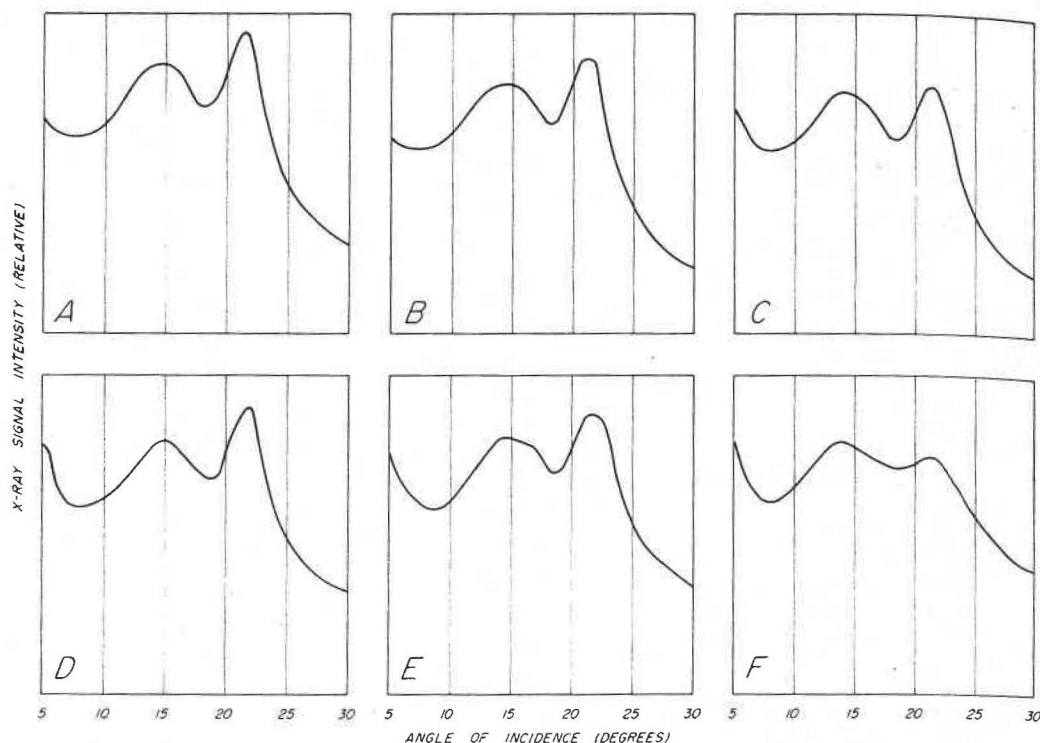 X-RAY SIGNAL INTENSITY (RELATIVE)
A
B
C
D
E
F
5 10 15 20 25 30
5 10 15 20 25 30
5 10 15 20 25 30
ANGLE OF INCIDENCE (DEGREES)